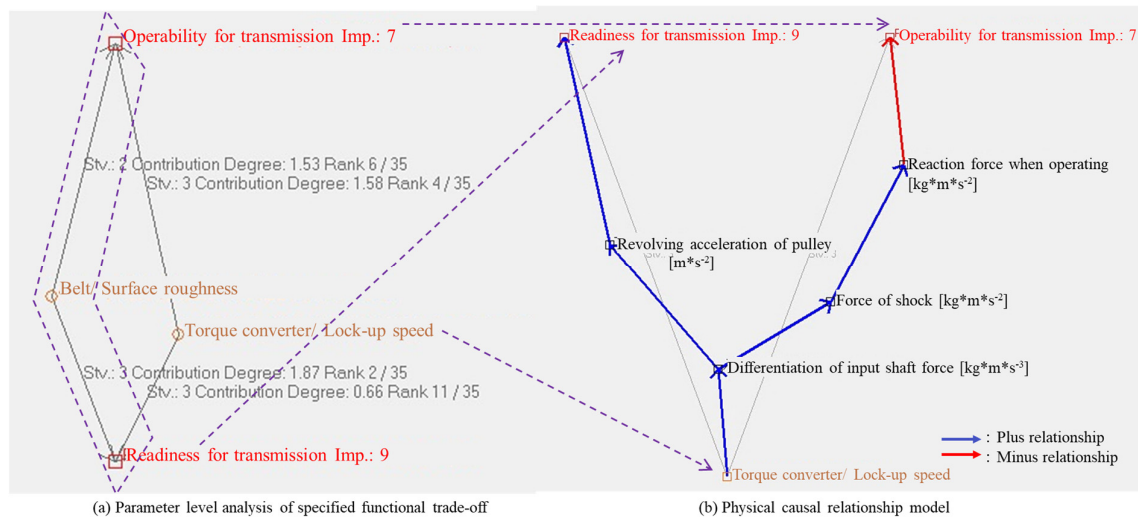 Operability for transmission Imp.: 7
Stv.: 2 Contribution Degree: 1.53 Rank 6 / 35
Stv.: 3 Contribution Degree: 1.58 Rank 4 / 35
Belt/ Surface roughness
Torque converter/ Lock-up speed
Stv.: 3 Contribution Degree: 1.87 Rank 2 / 35
Stv.: 3 Contribution Degree: 0.66 Rank 11 / 35
Readiness for transmission Imp.: 9
(a) Parameter level analysis of specified functional trade-off
Readiness for transmission Imp.: 9
Operability for transmission Imp.: 7
Reaction force when operating
[kg*m*s⁻²]
Revolving acceleration of pulley
[m*s⁻²]
Force of shock [kg*m*s⁻²]
Differentiation of input shaft force [kg*m*s⁻³]
Torque converter/ Lock-up speed
: Plus relationship
: Minus relationship
(b) Physical causal relationship model